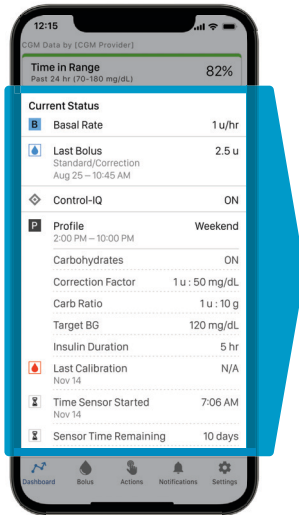 12:15
CGM Data by [CGM Provider]
Time in Range 82%
Past 24 hr (70-180 mg/dL)
Current Status
B Basal Rate 1 u/hr
Last Bolus 2.5 u
Standard/Correction
Aug 25 – 10:45 AM
Control-IQ ON
P Profile Weekend
2:00 PM – 10:00 PM
Carbohydrates ON
Correction Factor 1 u : 50 mg/dL
Carb Ratio 1 u : 10 g
Target BG 120 mg/dL
Insulin Duration 5 hr
Last Calibration N/A
Nov 14
Time Sensor Started 7:06 AM
Nov 14
Sensor Time Remaining 10 days
Dashboard Bolus Actions Notifications Settings